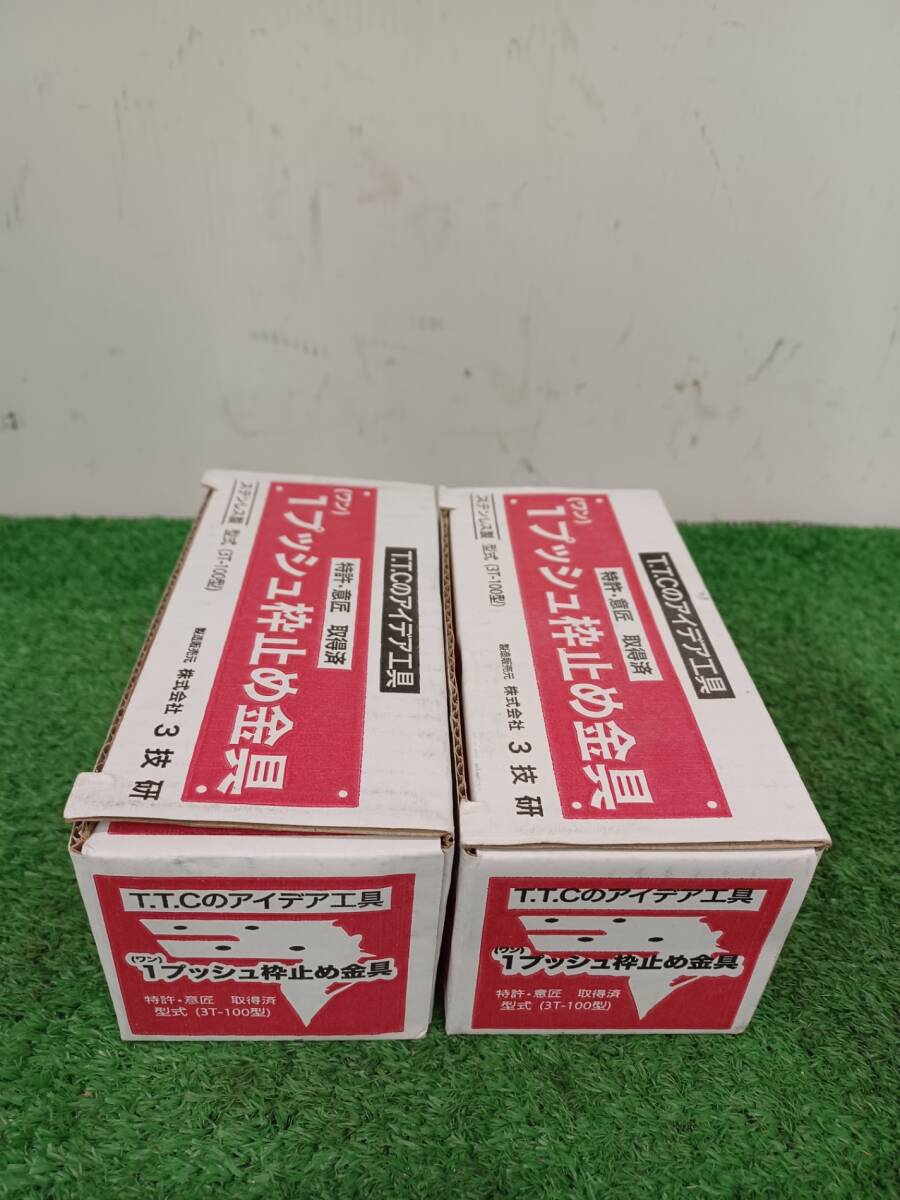 T.T.Cのアイデア工具
特許・意匠 取得済
(ワン)
1プッシュ枠止め金具
ステンレス製 型式(3T-100型)
製造販売元 株式会社 3技研
T.T.Cのアイデア工具
(ワン)
1プッシュ枠止め金具
特許・意匠 取得済
型式(3T-100型)
T.T.Cのアイデア工具
特許・意匠 取得済
(ワン)
1プッシュ枠止め金具
ステンレス製 型式(3T-100型)
製造販売元 株式会社 3技研
T.T.Cのアイデア工具
(ワン)
1プッシュ枠止め金具
特許・意匠 取得済
型式(3T-100型)